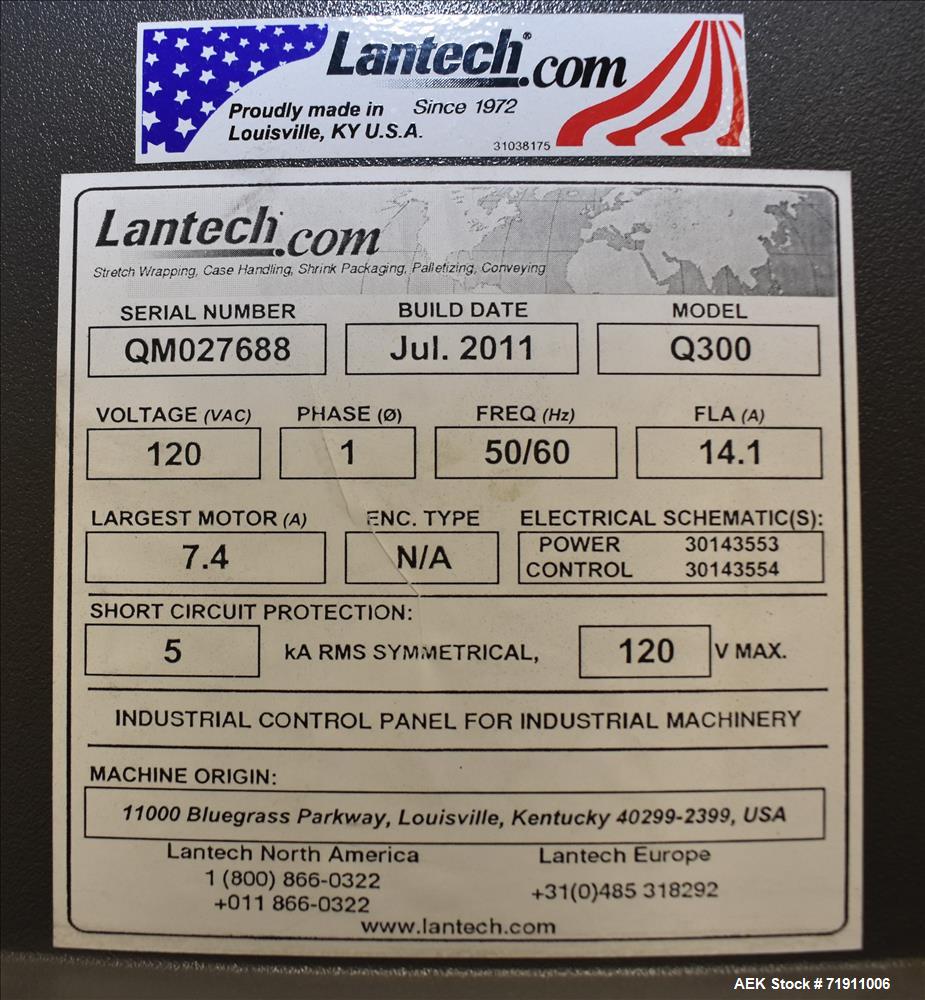 Lantech.com
Proudly made in Since 1972
Louisville, KY U.S.A.
31038175
Lantech.com
Stretch Wrapping, Case Handling, Shrink Packaging, Palletizing, Conveying
SERIAL NUMBER BUILD DATE MODEL
QM027688 Jul. 2011 Q300
VOLTAGE (VAC) PHASE (Ø) FREQ (Hz) FLA (A)
120 1 50/60 14.1
LARGEST MOTOR (A) ENC. TYPE ELECTRICAL SCHEMATIC(S):
7.4 N/A POWER 30143553
CONTROL 30143554
SHORT CIRCUIT PROTECTION:
5 kA RMS SYMMETRICAL, 120 V MAX.
INDUSTRIAL CONTROL PANEL FOR INDUSTRIAL MACHINERY
MACHINE ORIGIN:
11000 Bluegrass Parkway, Louisville, Kentucky 40299-2399, USA
Lantech North America Lantech Europe
1 (800) 866-0322 +31(0)485 318292
+011 866-0322
www.lantech.com
AEK Stock # 71911006